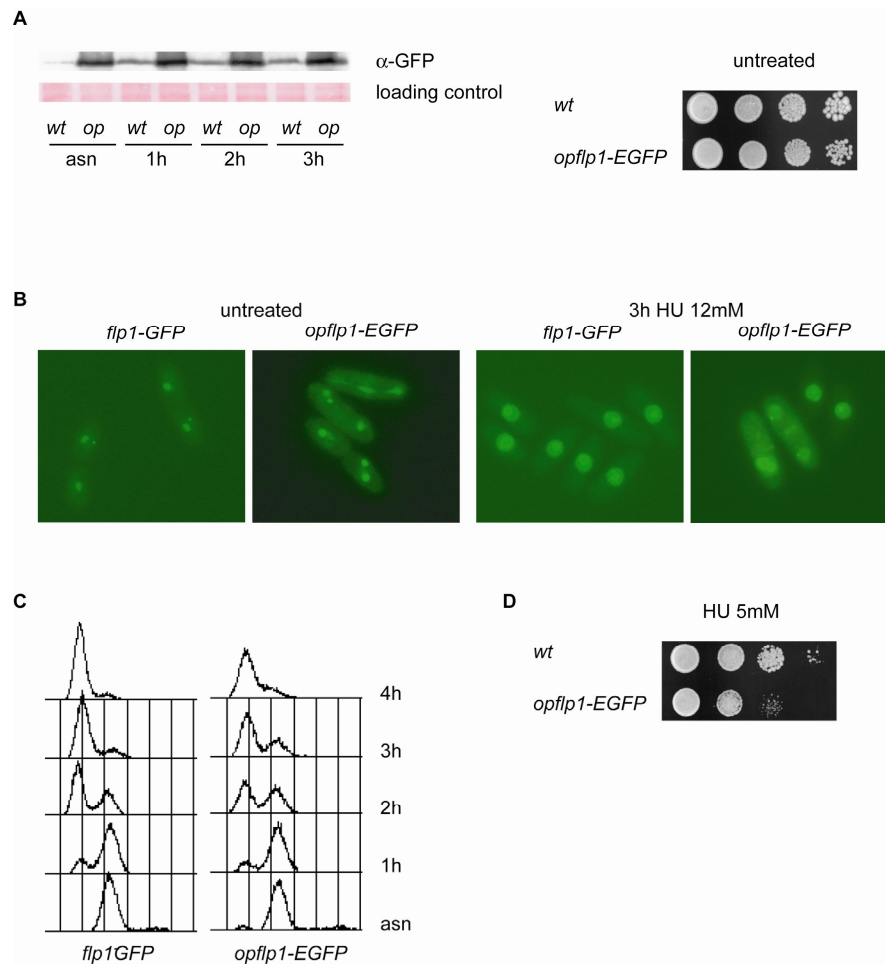 A
α-GFP
loading control
wt op wt op wt op wt op
asn 1h 2h 3h
untreated
wt
opflp1-EGFP
B
untreated
3h HU 12mM
flp1-GFP
opflp1-EGFP
flp1-GFP
opflp1-EGFP
C
4h
3h
2h
1h
asn
flp1-GFP
opflp1-EGFP
D
HU 5mM
wt
opflp1-EGFP